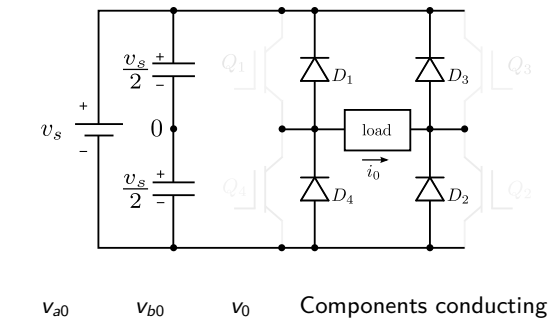 Q1 D1 D3 Q3
+ vs/2 −
+ vs − 0
load
i0
+ vs/2 −
Q4 D4 D2 Q2
va0 vb0 v0 Components conducting